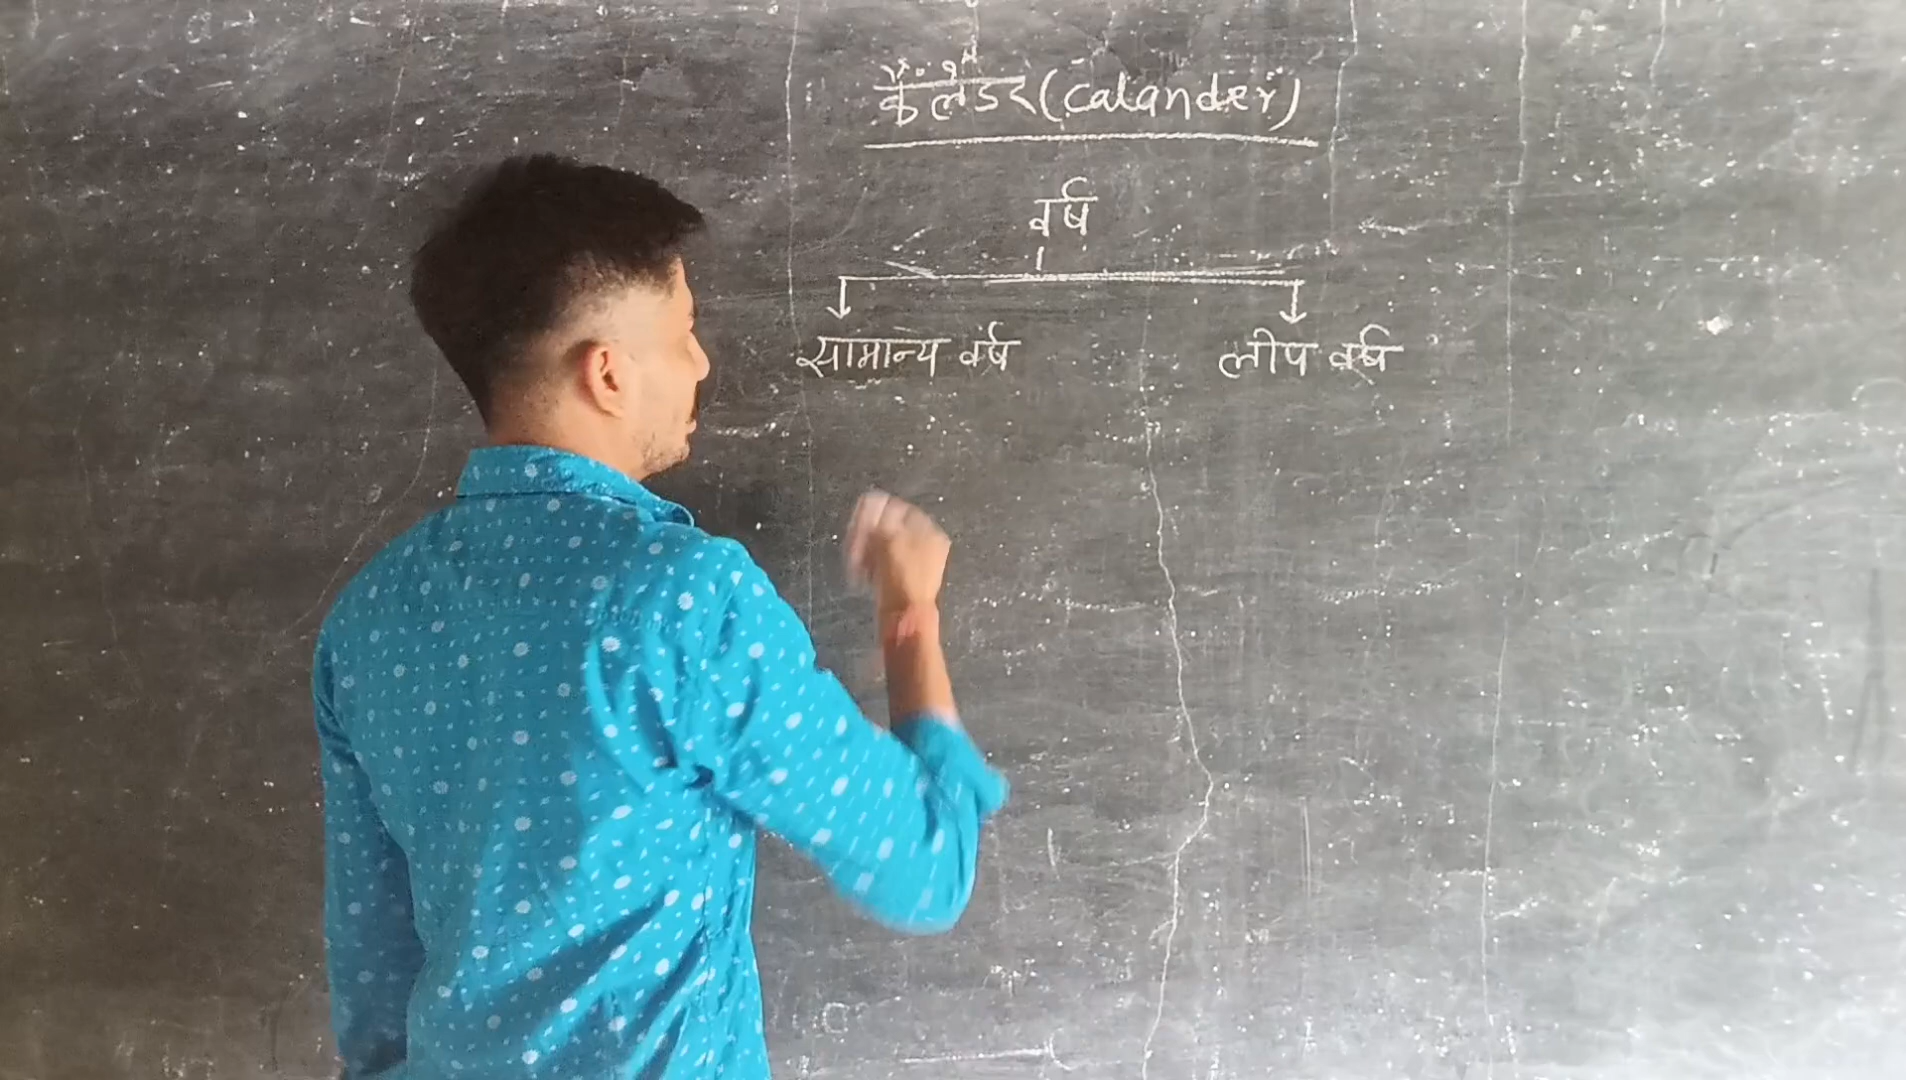 कैलेंडर (Calander)
वर्ष
सामान्य वर्ष
लीप वर्ष